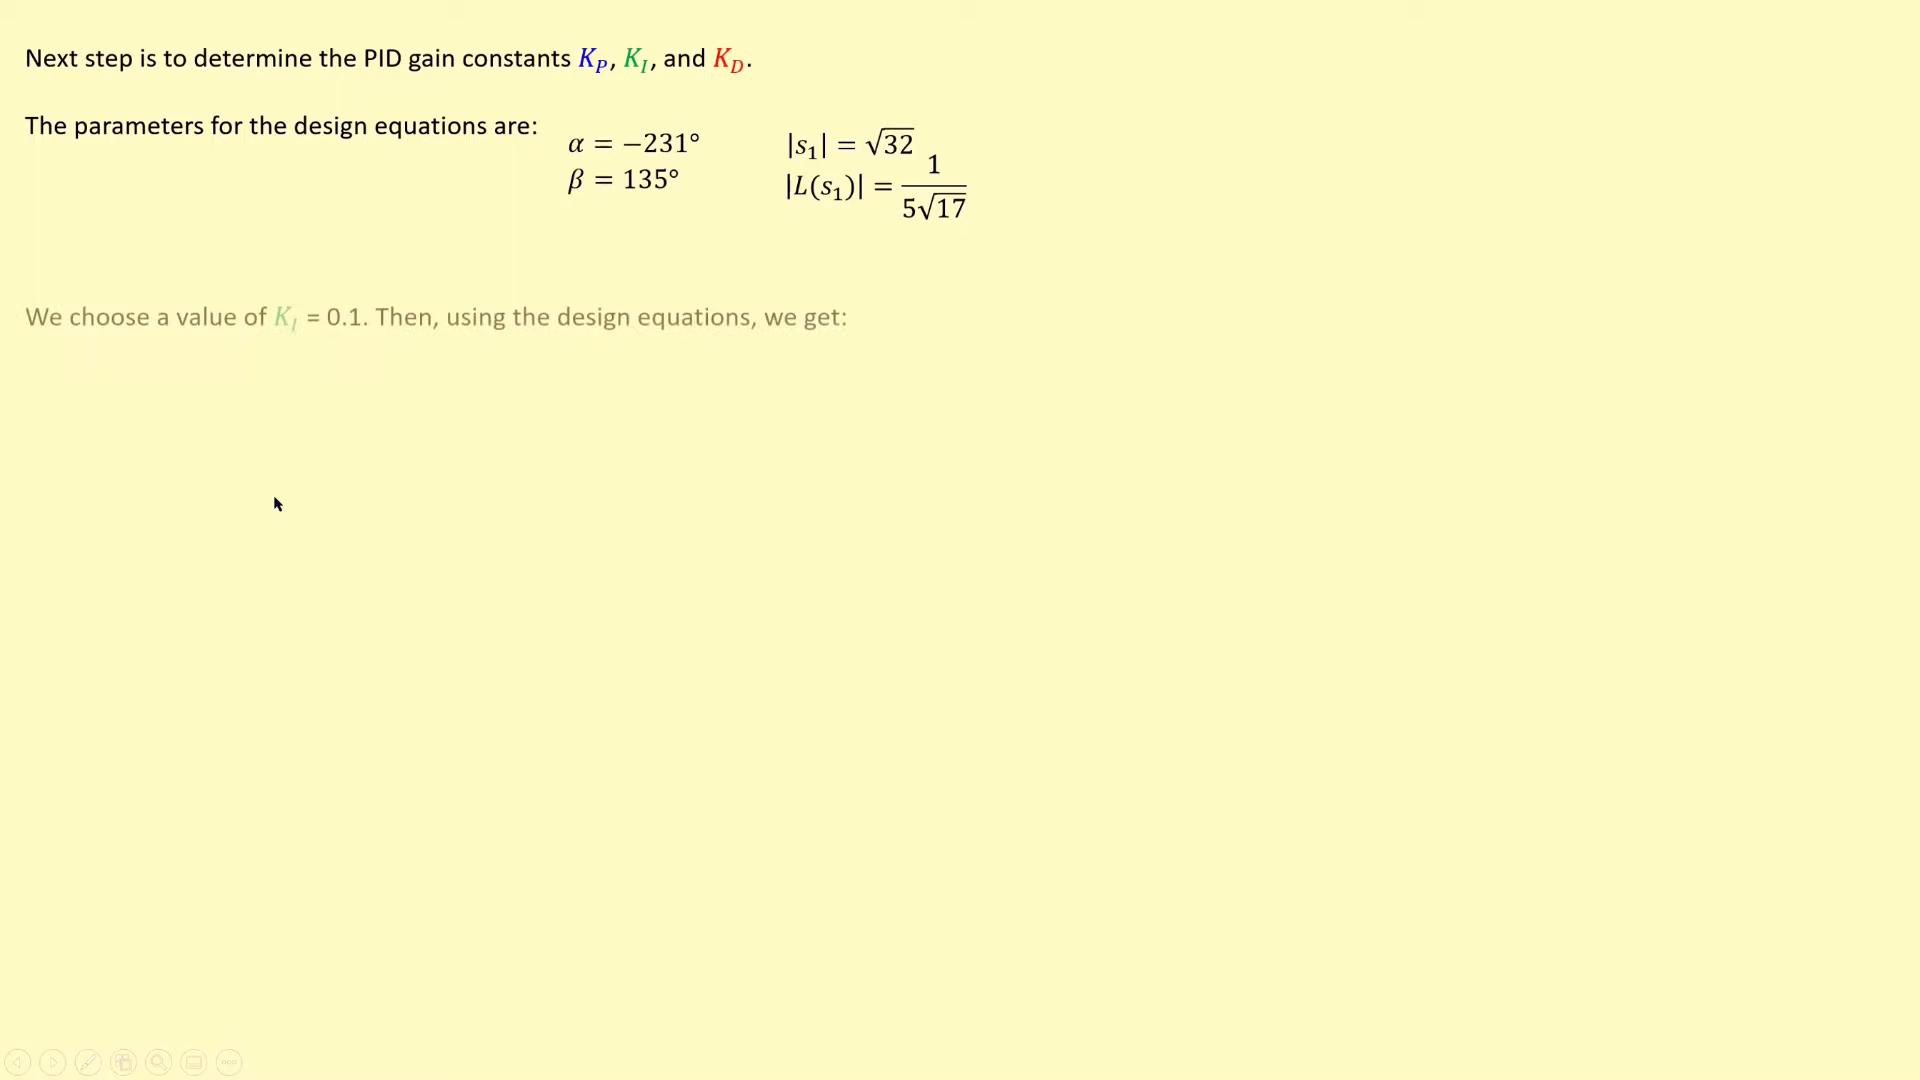 Next step is to determine the PID gain constants K_P, K_I, and K_D.
The parameters for the design equations are:
α = −231°
β = 135°
|s₁| = √32
|L(s₁)| = 1/(5√17)
We choose a value of K_I = 0.1. Then, using the design equations, we get: